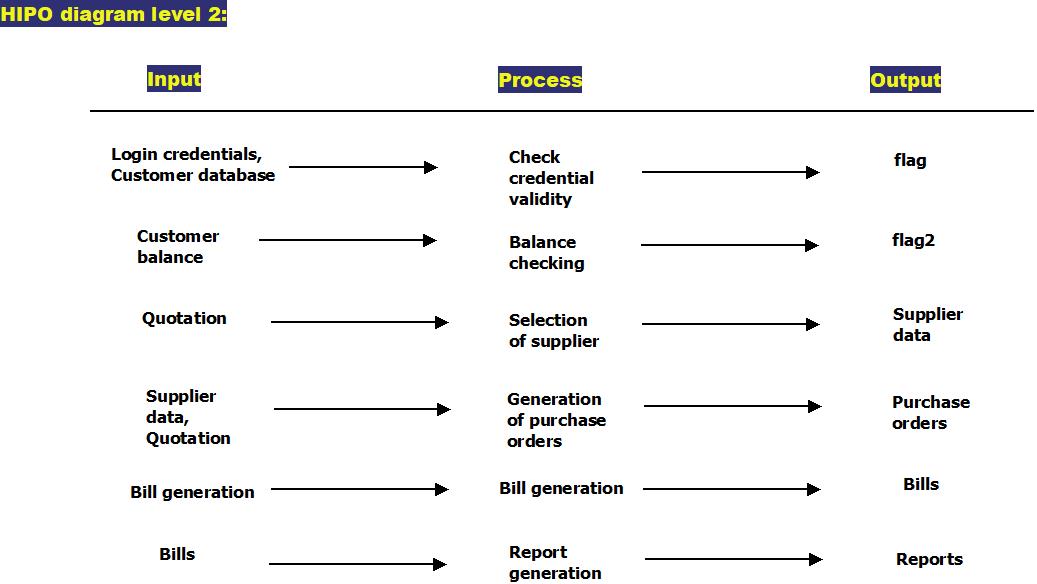 HIPO diagram level 2:
Input
Process
Output
Login credentials,
Customer database
Check
credential
validity
flag
Customer
balance
Balance
checking
flag2
Quotation
Selection
of supplier
Supplier
data
Supplier
data,
Quotation
Generation
of purchase
orders
Purchase
orders
Bill generation
Bill generation
Bills
Bills
Report
generation
Reports